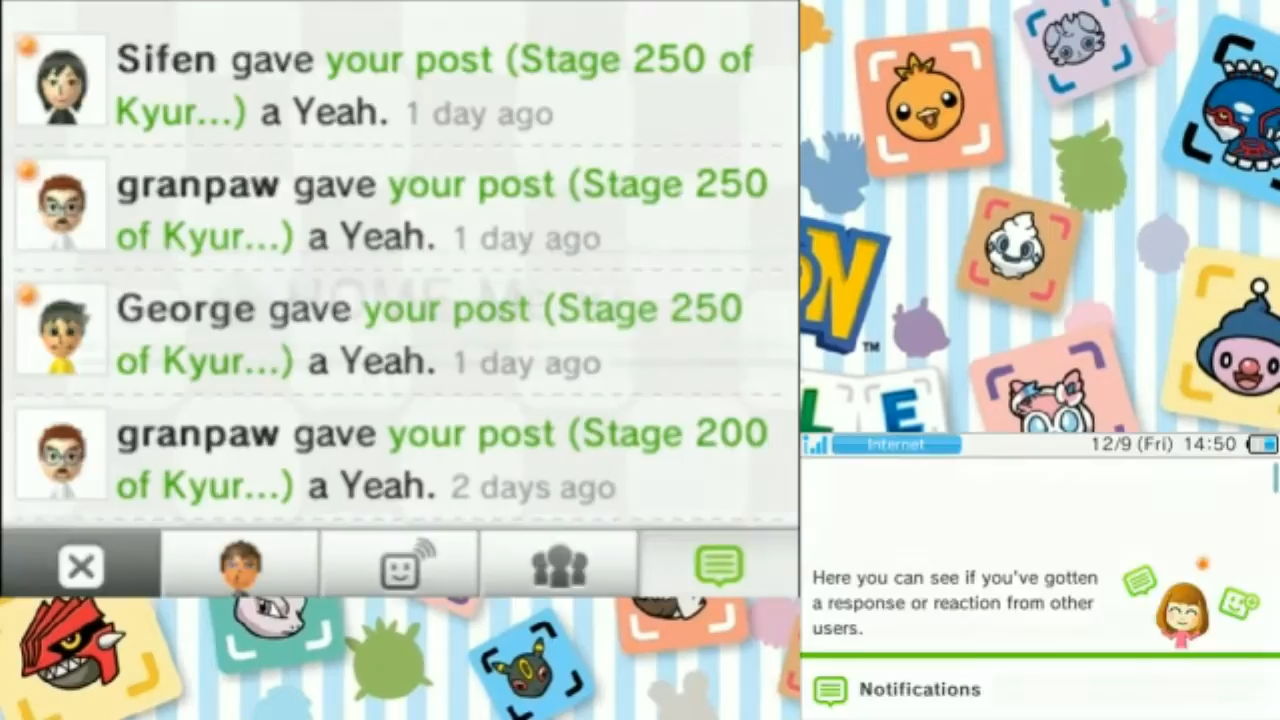 Sifen gave your post (Stage 250 of
Kyur...) a Yeah. 1 day ago
granpaw gave your post (Stage 250
of Kyur...) a Yeah. 1 day ago
George gave your post (Stage 250
of Kyur...) a Yeah. 1 day ago
granpaw gave your post (Stage 200
of Kyur...) a Yeah. 2 days ago
ON
TM
LE
Internet 12/9 (Fri) 14:50
Here you can see if you've gotten
a response or reaction from other
users.
Notifications